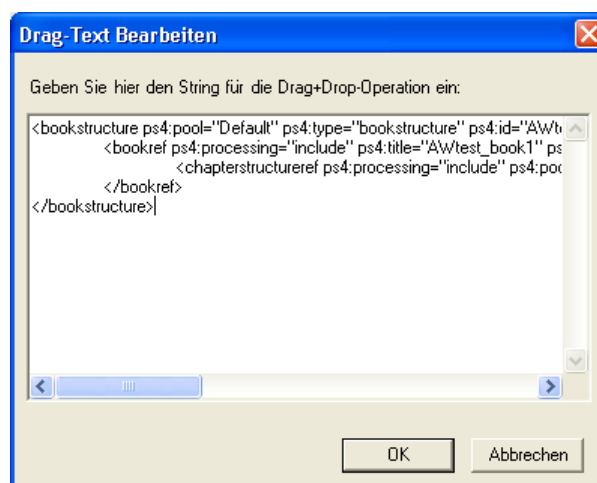 Drag-Text Bearbeiten
Geben Sie hier den String für die Drag+Drop-Operation ein:
<bookstructure ps4:pool="Default" ps4:type="bookstructure" ps4:id="AWt
<bookref ps4:processing="include" ps4:title="AWtest_book1" ps
<chapterstructureref ps4:processing="include" ps4:poo
</bookref>
</bookstructure>
OK
Abbrechen